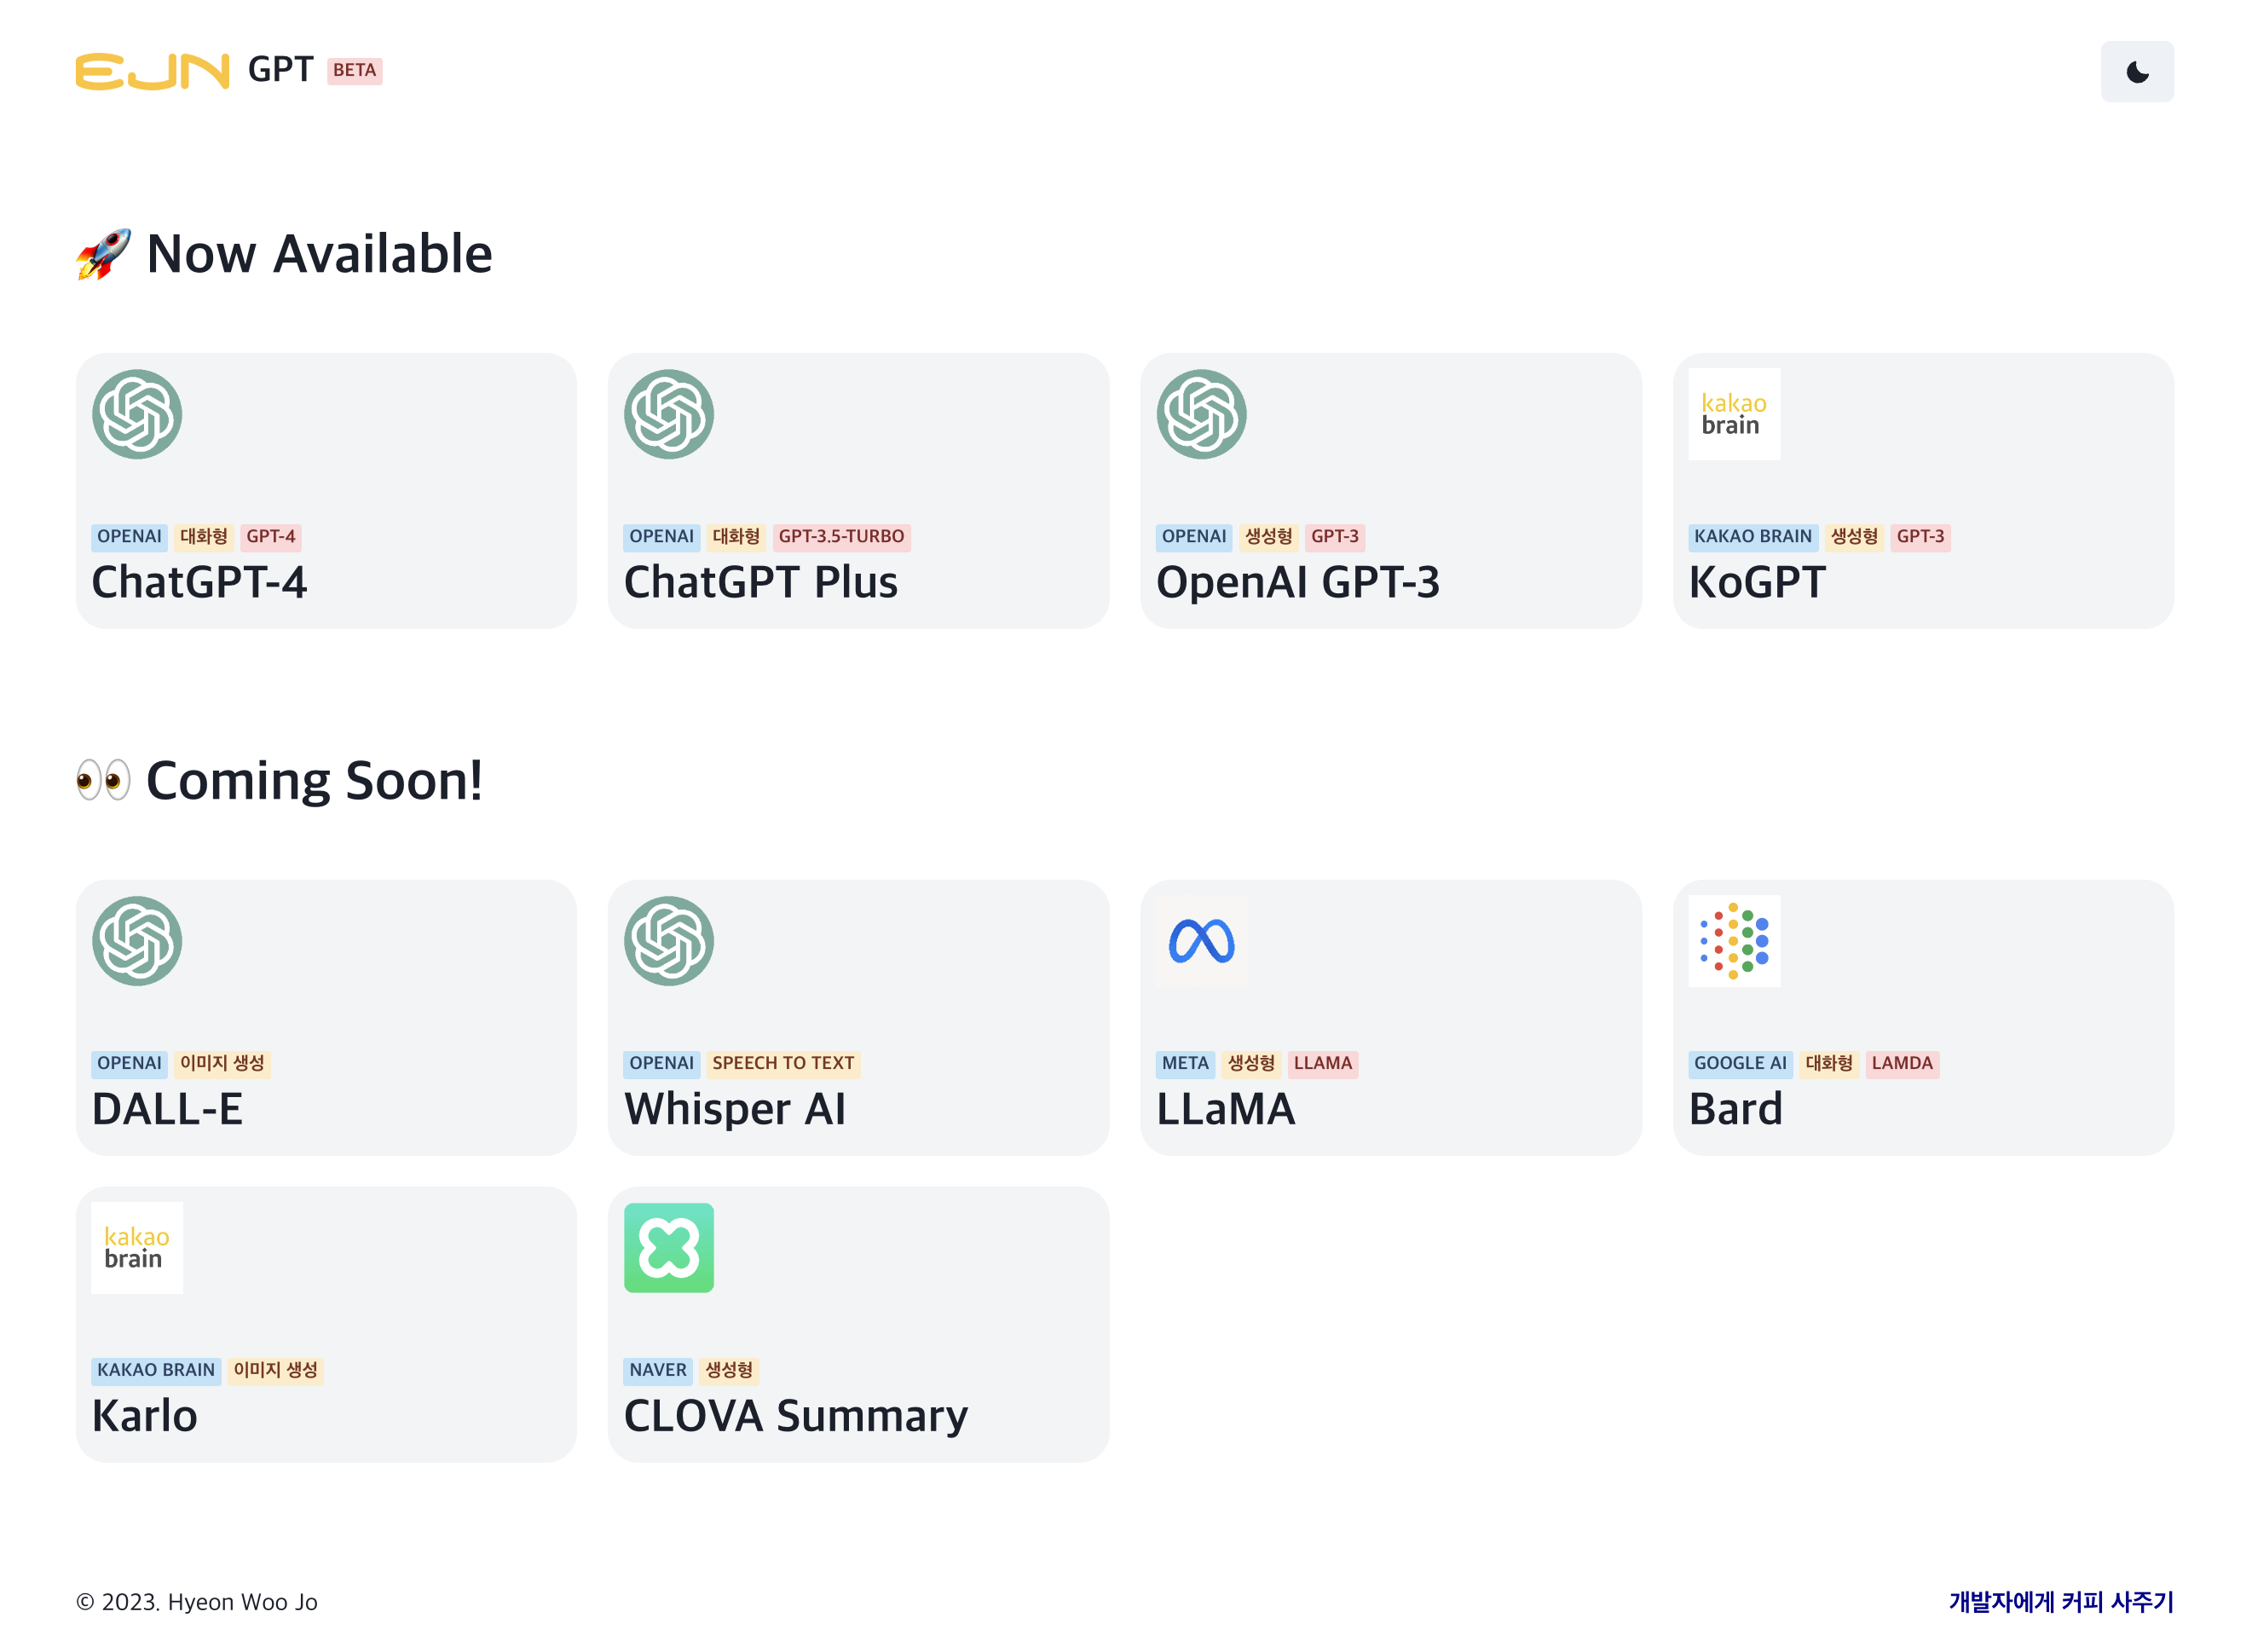 EJN GPT BETA
🚀 Now Available
kakao
brain
OPENAI 대화형 GPT-4
ChatGPT-4
OPENAI 대화형 GPT-3.5-TURBO
ChatGPT Plus
OPENAI 생성형 GPT-3
OpenAI GPT-3
KAKAO BRAIN 생성형 GPT-3
KoGPT
👀 Coming Soon!
OPENAI 이미지 생성
DALL-E
OPENAI SPEECH TO TEXT
Whisper AI
META 생성형 LLAMA
LLaMA
GOOGLE AI 대화형 LAMDA
Bard
kakao
brain
KAKAO BRAIN 이미지 생성
Karlo
NAVER 생성형
CLOVA Summary
© 2023. Hyeon Woo Jo
개발자에게 커피 사주기